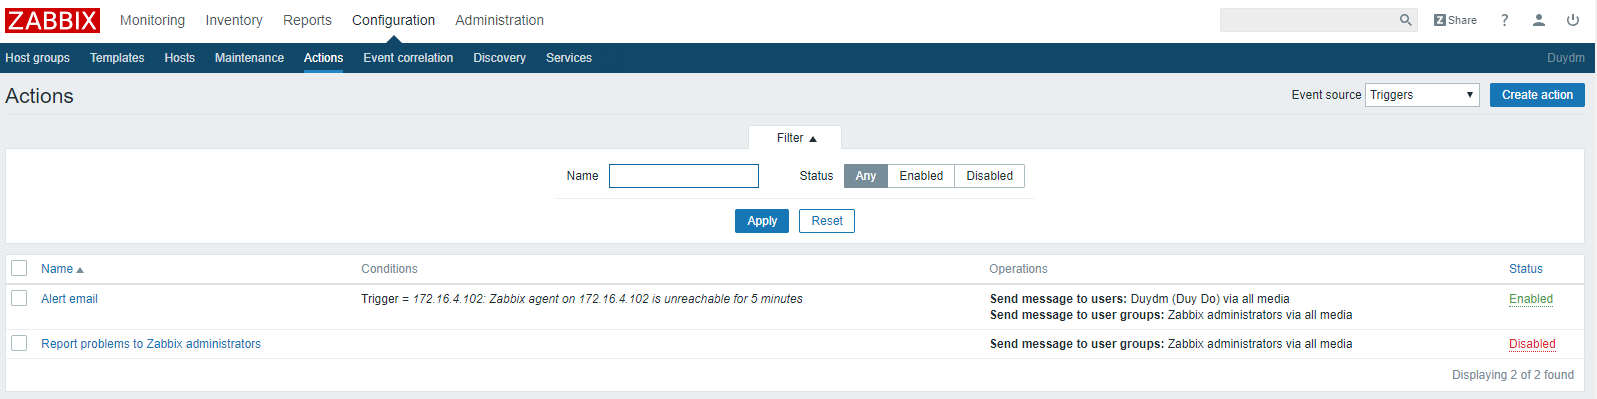 ZABBIX Monitoring Inventory Reports Configuration Administration Z Share ?
Host groups Templates Hosts Maintenance Actions Event correlation Discovery Services Duydm
Actions Event source Triggers Create action
Filter
Name Status Any Enabled Disabled
Apply Reset
Name Conditions Operations Status
Alert email Trigger = 172.16.4.102: Zabbix agent on 172.16.4.102 is unreachable for 5 minutes Send message to users: Duydm (Duy Do) via all media Enabled
Send message to user groups: Zabbix administrators via all media
Report problems to Zabbix administrators Send message to user groups: Zabbix administrators via all media Disabled
Displaying 2 of 2 found